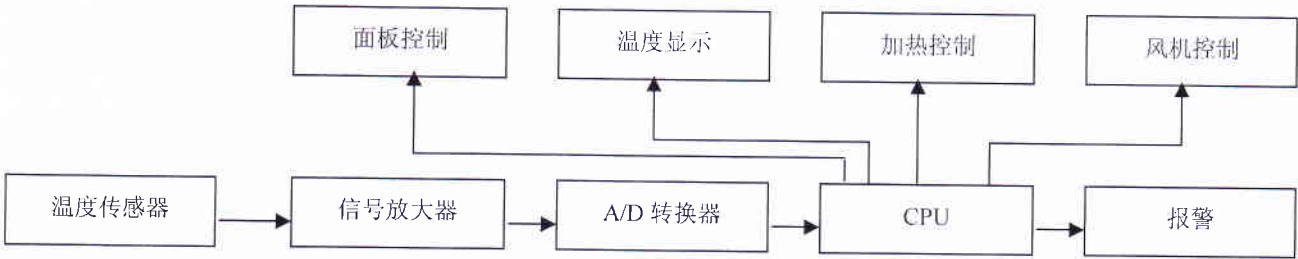 面板控制
温度显示
加热控制
风机控制
温度传感器
信号放大器
A/D 转换器
CPU
报警